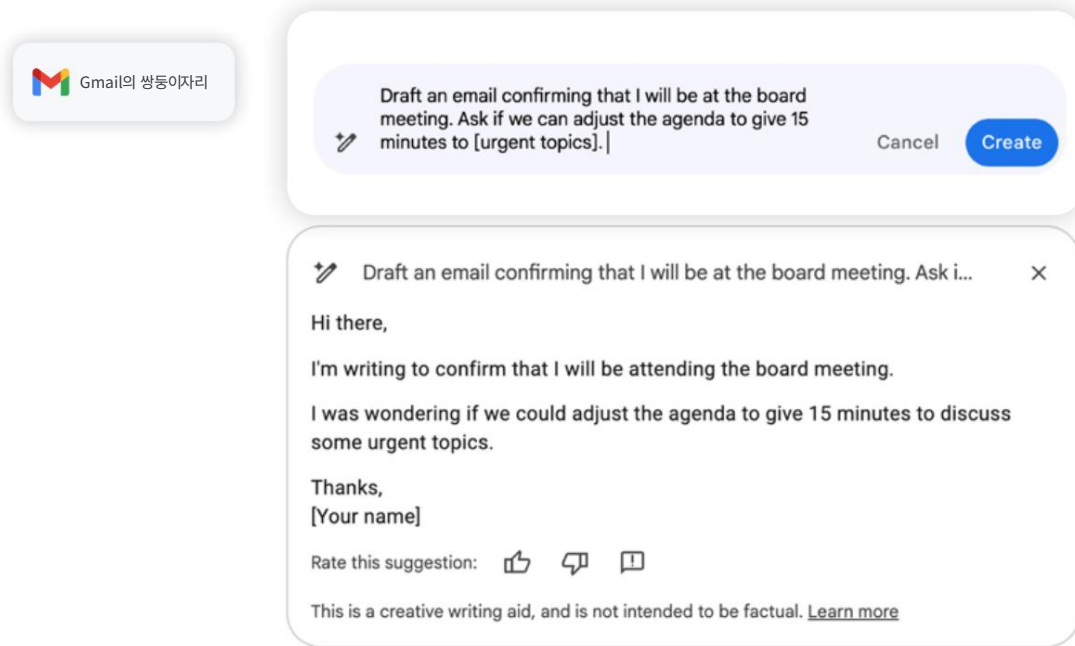 Gmail의 쌍둥이자리
Draft an email confirming that I will be at the board
meeting. Ask if we can adjust the agenda to give 15
minutes to [urgent topics].
Cancel
Create
Draft an email confirming that I will be at the board meeting. Ask i...
Hi there,
I'm writing to confirm that I will be attending the board meeting.
I was wondering if we could adjust the agenda to give 15 minutes to discuss
some urgent topics.
Thanks,
[Your name]
Rate this suggestion:
This is a creative writing aid, and is not intended to be factual. Learn more